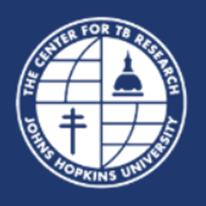 THE CENTER FOR TB RESEARCH
JOHNS HOPKINS UNIVERSITY